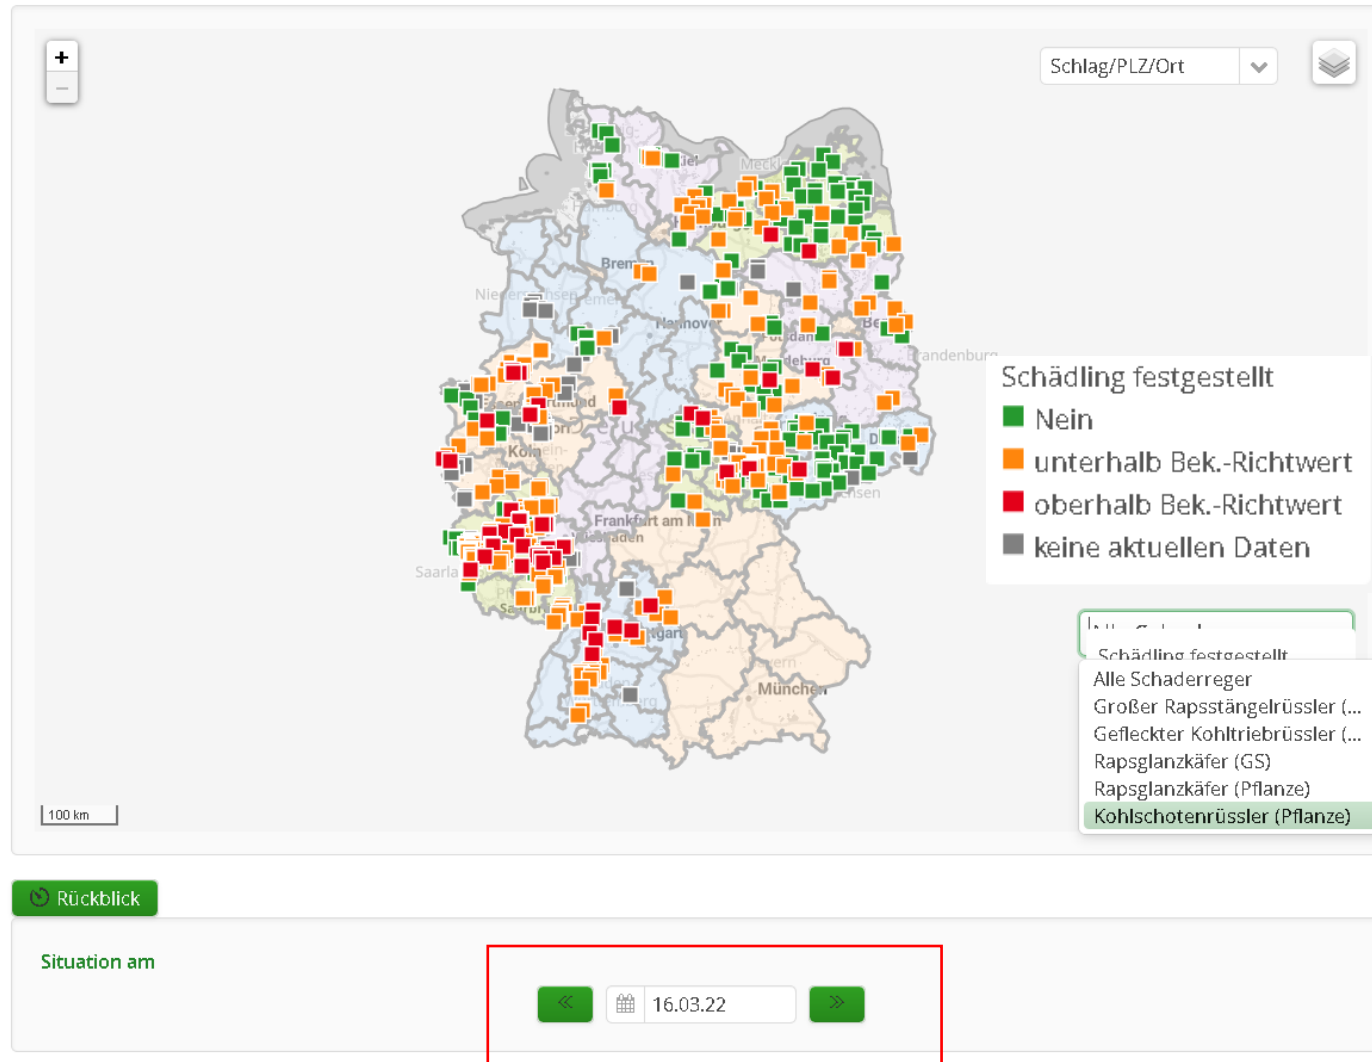 +
Schlag/PLZ/Ort
−
Kiel
Bremen
Hannover
Brandenburg
Schädling festgestellt
Nein
unterhalb Bek.-Richtwert
Köln
oberhalb Bek.-Richtwert
Frankfurt am Main
keine aktuellen Daten
Schädling festgestellt
Alle Schaderreger
München
Großer Rapsstängelrüssler (...
Gefleckter Kohltriebrüssler (...
Rapsglanzkäfer (GS)
Rapsglanzkäfer (Pflanze)
100 km
Kohlschotenrüssler (Pflanze)
Rückblick
Situation am
« 16.03.22 »